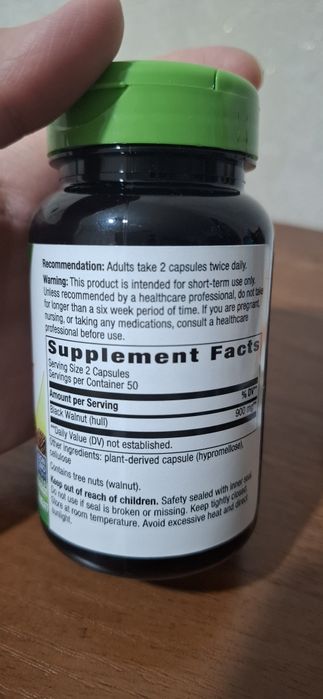 Recommendation: Adults take 2 capsules twice daily.
Warning: This product is intended for short-term use only.
Unless recommended by a healthcare professional, do not take
for longer than a six week period of time. If you are pregnant,
nursing, or taking any medications, consult a healthcare
professional before use.
Supplement Facts
Serving Size 2 Capsules
Servings per Container 50
Amount per Serving % DV**
Black Walnut (hull) 900 mg**
**Daily Value (DV) not established.
Other ingredients: plant-derived capsule (hypromellose),
cellulose
Contains tree nuts (walnut).
Keep out of reach of children. Safety sealed with inner seal.
Do not use if seal is broken or missing. Keep tightly closed.
Store at room temperature. Avoid excessive heat and direct
sunlight.